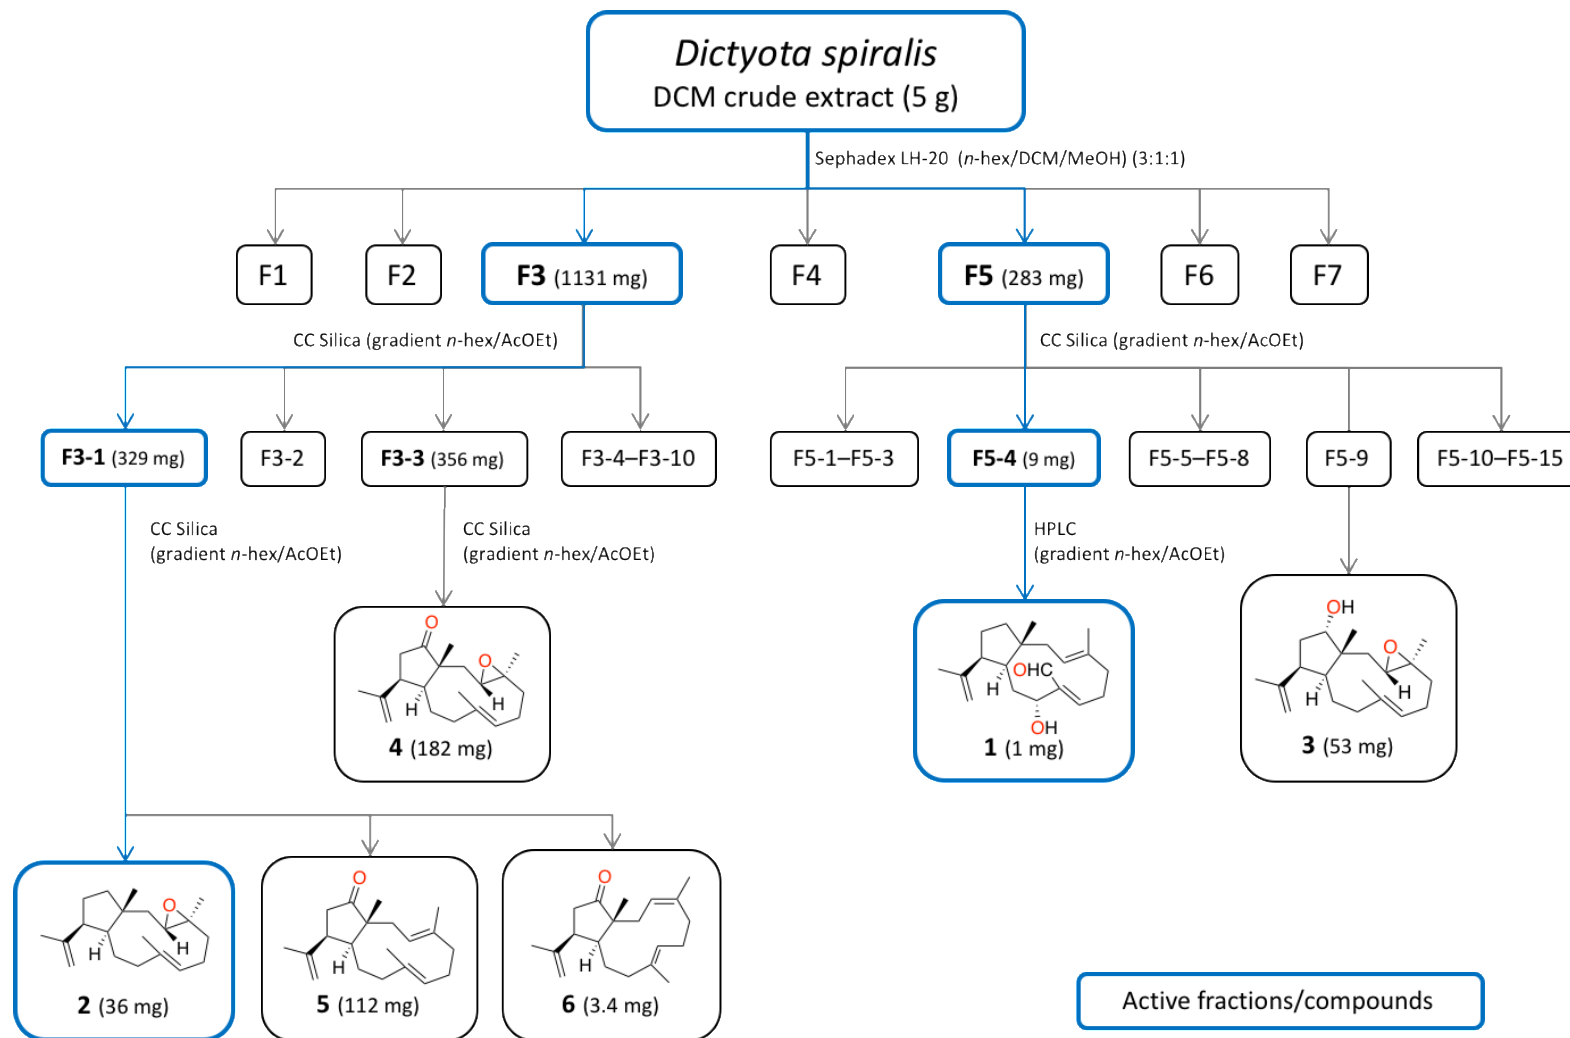 Dictyota spiralis
DCM crude extract (5 g)
Sephadex LH-20 (n-hex/DCM/MeOH) (3:1:1)
F1
F2
F3 (1131 mg)
F4
F5 (283 mg)
F6
F7
CC Silica (gradient n-hex/AcOEt)
CC Silica (gradient n-hex/AcOEt)
F3-1 (329 mg)
F3-2
F3-3 (356 mg)
F3-4–F3-10
F5-1–F5-3
F5-4 (9 mg)
F5-5–F5-8
F5-9
F5-10–F5-15
CC Silica
(gradient n-hex/AcOEt)
CC Silica
(gradient n-hex/AcOEt)
HPLC
(gradient n-hex/AcOEt)
O
O
H
H
4 (182 mg)
OHC
H
OH
1 (1 mg)
OH
O
H
H
3 (53 mg)
O
H
H
2 (36 mg)
O
H
5 (112 mg)
O
H
6 (3.4 mg)
Active fractions/compounds